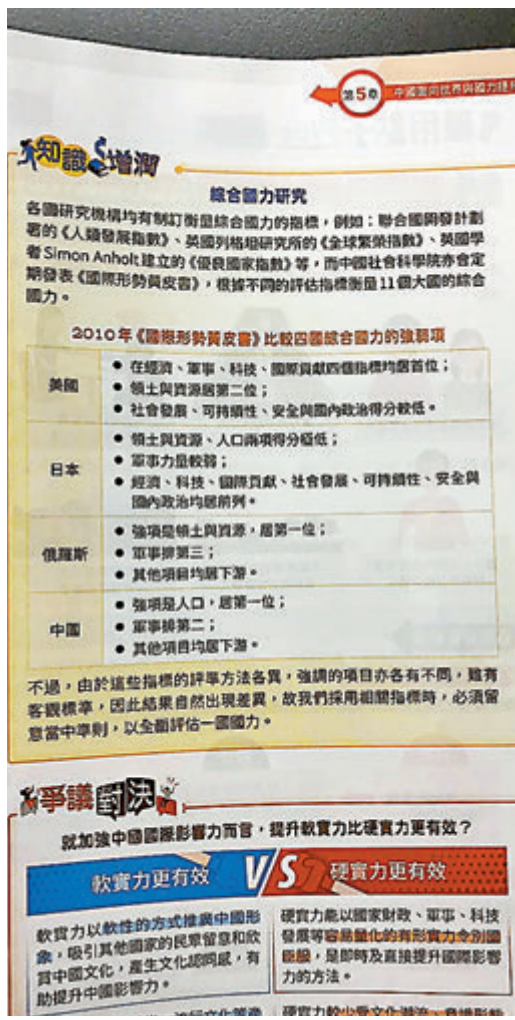 第5章 中國面向世界與國力提升
知識增潤
綜合國力研究
各國研究機構均有制訂衡量綜合國力的指標，例如：聯合國開發計劃
署的《人類發展指數》、英國列格坦研究所的《全球繁榮指數》、英國學
者Simon Anholt建立的《優良國家指數》等，而中國社會科學院亦會定
期發表《國際形勢黃皮書》，根據不同的評估指標衡量11個大國的綜合
國力。
2010年《國際形勢黃皮書》比較四國綜合國力的強弱項
美國
● 在經濟、軍事、科技、國際貢獻四個指標均居首位；
● 領土與資源居第二位；
● 社會發展、可持續性、安全與國內政治得分較低。
日本
● 領土與資源、人口兩項得分極低；
● 軍事力量較弱；
● 經濟、科技、國際貢獻、社會發展、可持續性、安全與
國內政治均居前列。
俄羅斯
● 強項是領土與資源，居第一位；
● 軍事排第三；
● 其他項目均居下游。
中國
● 強項是人口，居第一位；
● 軍事排第二；
● 其他項目均居下游。
不過，由於這些指標的評準方法各異，強調的項目亦各有不同，雖有
客觀標準，因此結果自然出現差異，故我們採用相關指標時，必須留
意當中準則，以全面評估一國國力。
爭議對決
就加強中國國際影響力而言，提升軟實力比硬實力更有效？
軟實力更有效 VS 硬實力更有效
軟實力以軟性的方式推廣中國形
象，吸引其他國家的民眾留意和欣
賞中國文化，產生文化認同感，有
助提升中國影響力。
硬實力能以國家財政、軍事、科技
發展等容易量化的有形實力令別國
臣服，是即時及直接提升國際影響
力的方法。
硬實力較少受文化潮流、意識形態